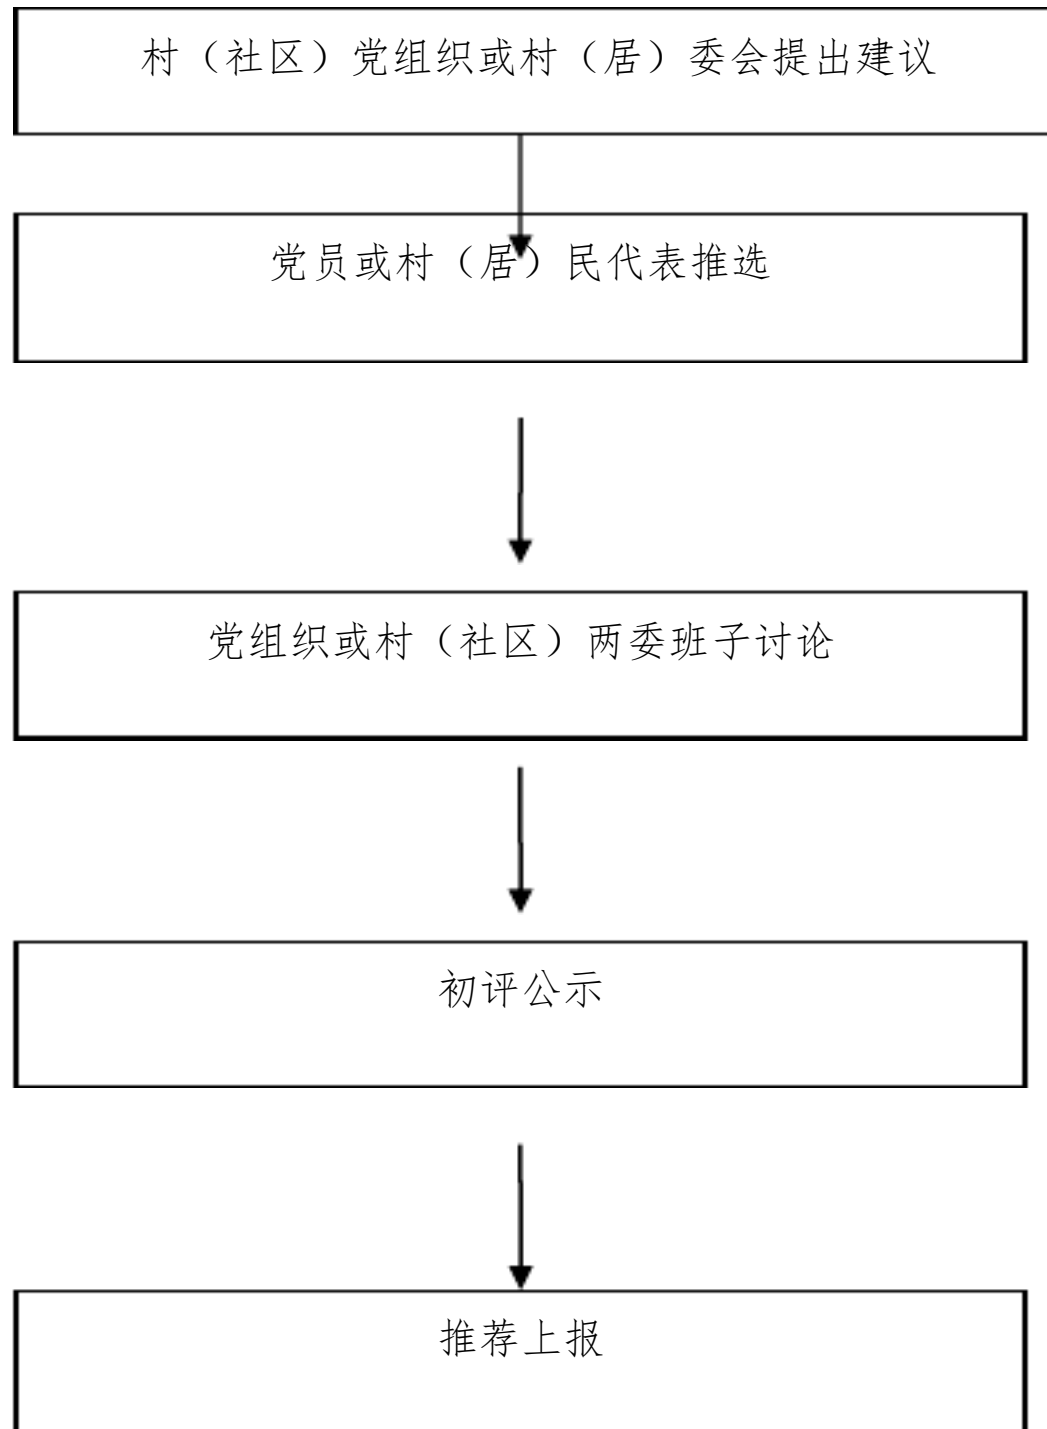 村（社区）党组织或村（居）委会提出建议
党员或村（居）民代表推选
党组织或村（社区）两委班子讨论
初评公示
推荐上报